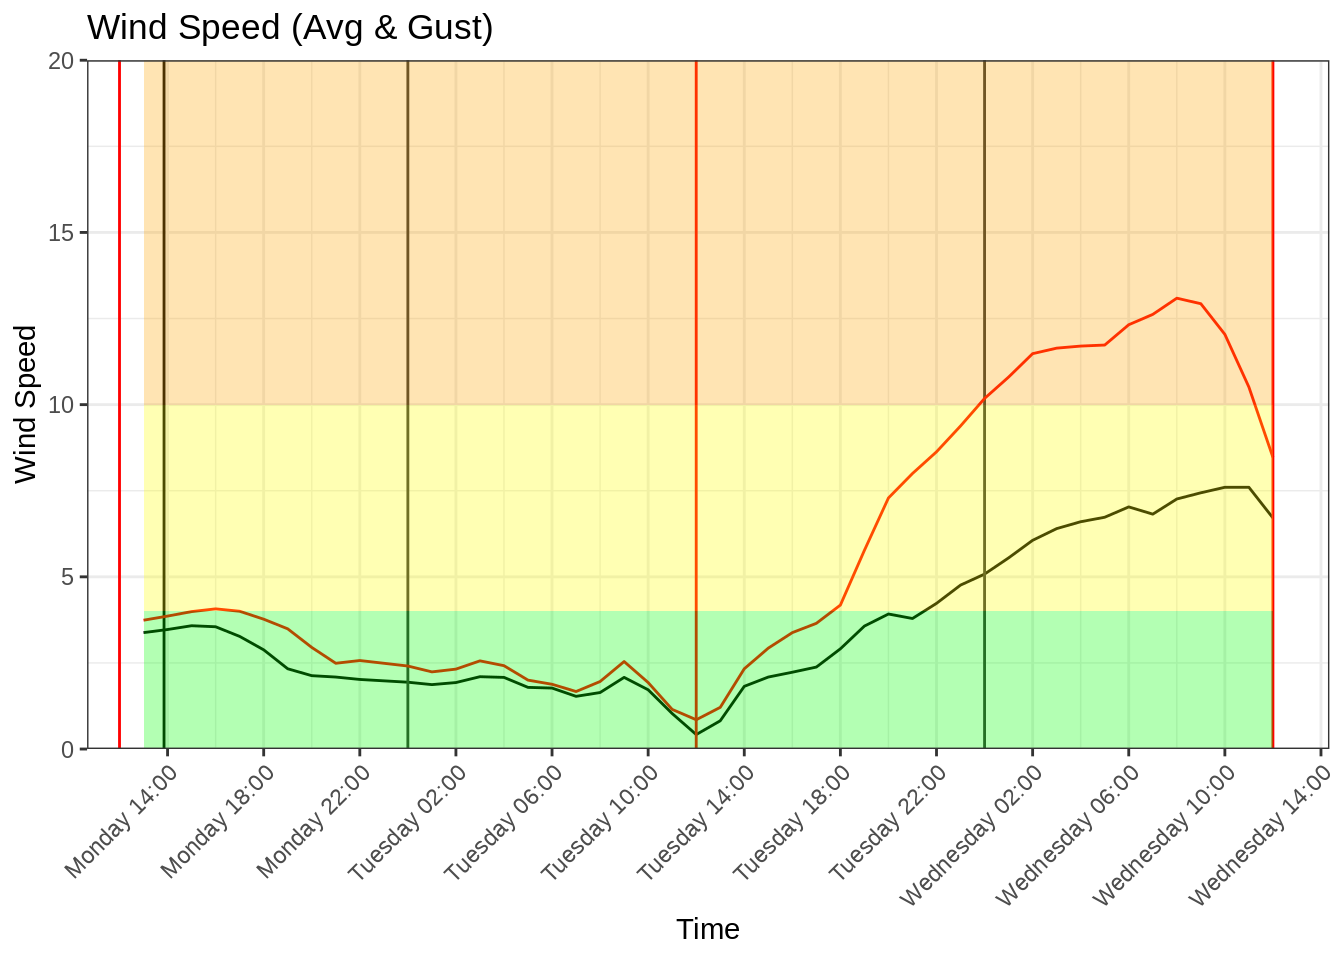 Wind Speed (Avg & Gust)
20
15
10
5
0
Wind Speed
Monday 14:00
Monday 18:00
Monday 22:00
Tuesday 02:00
Tuesday 06:00
Tuesday 10:00
Tuesday 14:00
Tuesday 18:00
Tuesday 22:00
Wednesday 02:00
Wednesday 06:00
Wednesday 10:00
Wednesday 14:00
Time